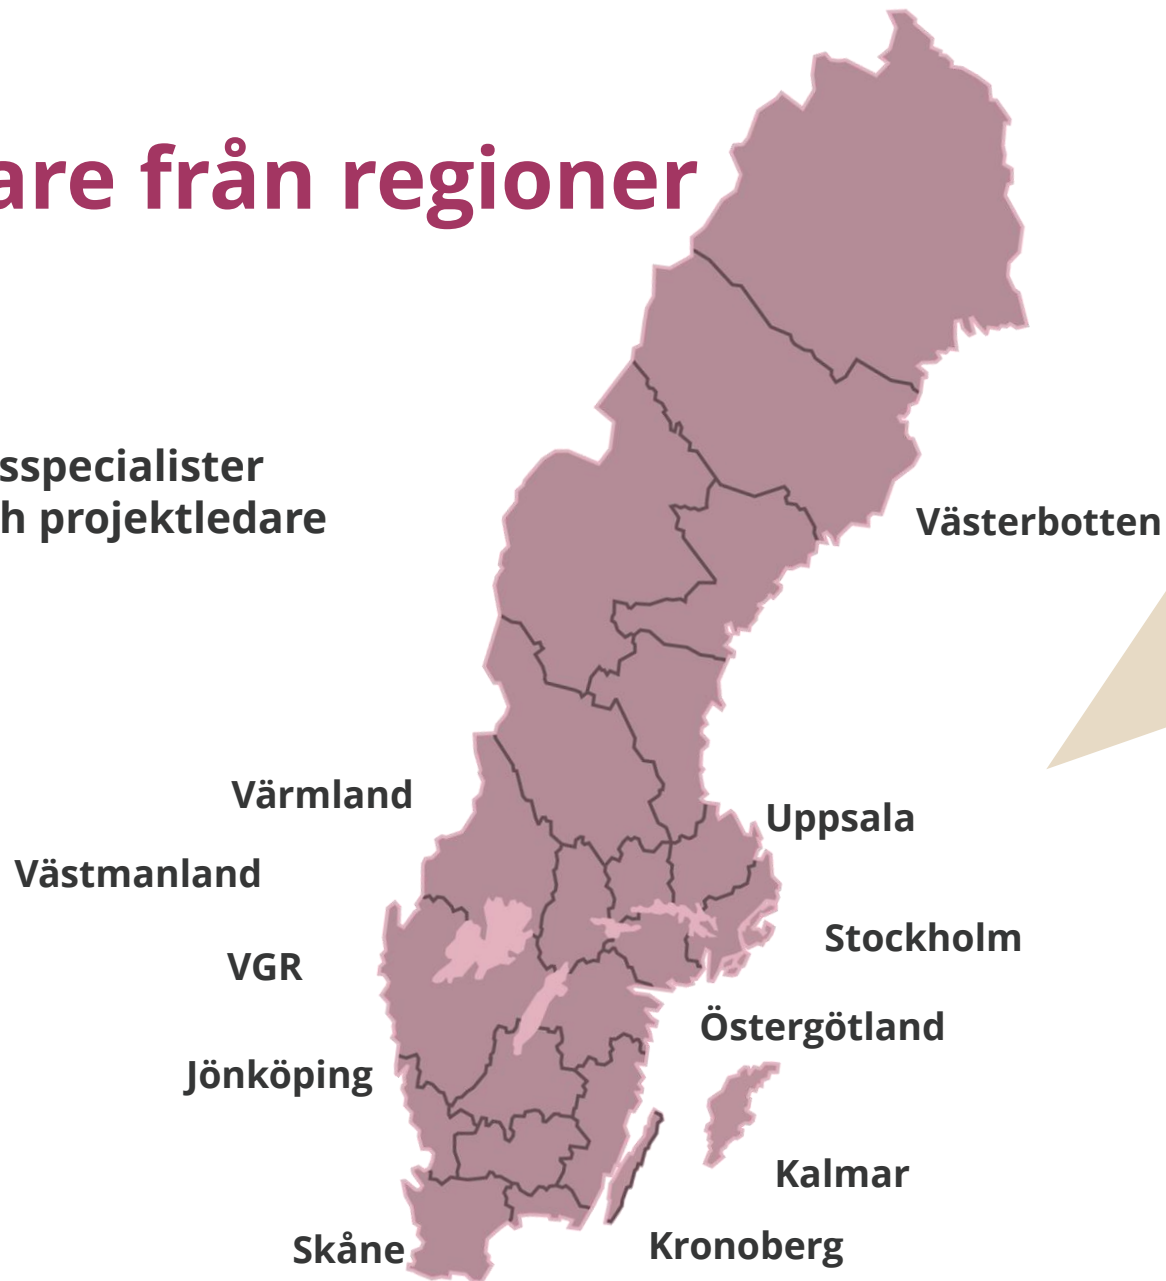 are från regioner
sspecialister
h projektledare
Västerbotten
Värmland
Uppsala
Västmanland
Stockholm
VGR
Östergötland
Jönköping
Kalmar
Kronoberg
Skåne